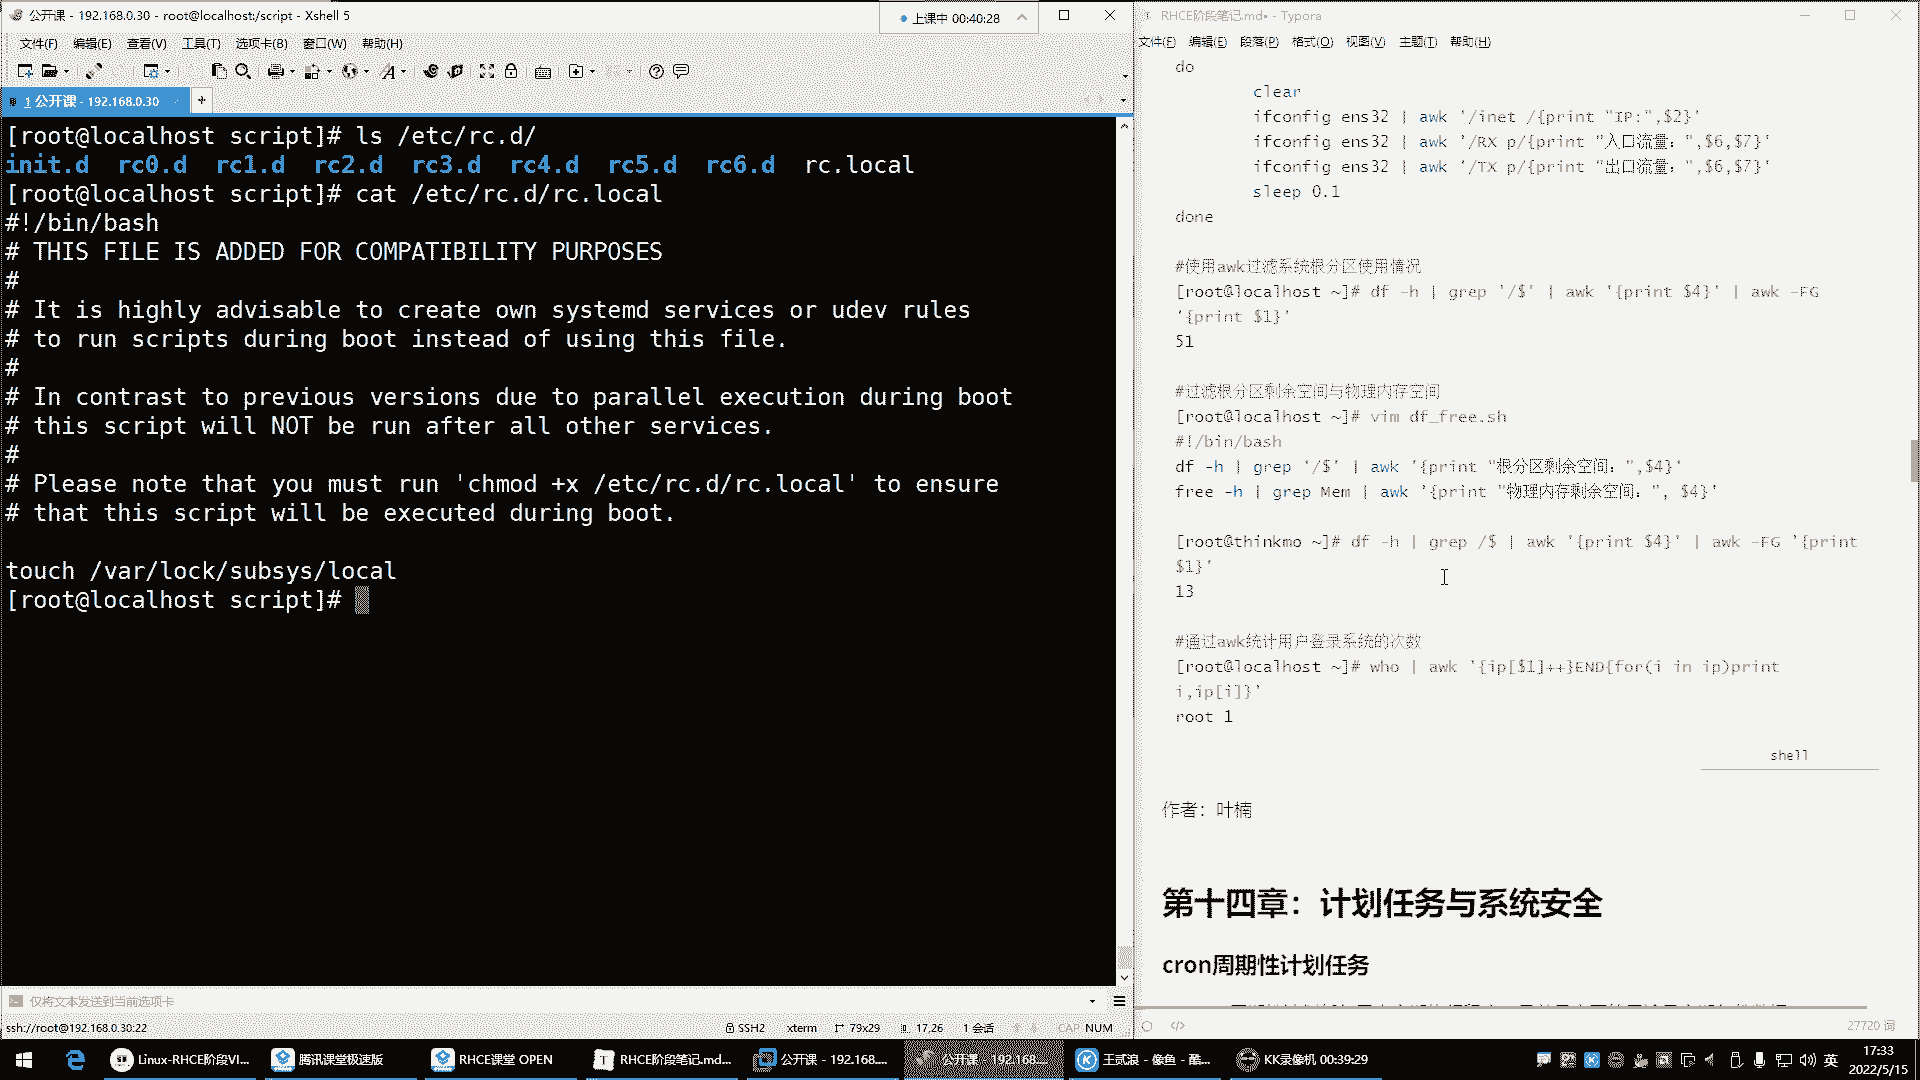 公开课 - 192.168.0.30 - root@localhost:/script - Xshell 5
上课中 00:40:28
文件(F) 编辑(E) 查看(V) 工具(T) 选项卡(B) 窗口(W) 帮助(H)
1 公开课 - 192.168.0.30
+
[root@localhost script]# ls /etc/rc.d/
init.d rc0.d rc1.d rc2.d rc3.d rc4.d rc5.d rc6.d rc.local
[root@localhost script]# cat /etc/rc.d/rc.local
#!/bin/bash
# THIS FILE IS ADDED FOR COMPATIBILITY PURPOSES
#
# It is highly advisable to create own systemd services or udev rules
# to run scripts during boot instead of using this file.
#
# In contrast to previous versions due to parallel execution during boot
# this script will NOT be run after all other services.
#
# Please note that you must run 'chmod +x /etc/rc.d/rc.local' to ensure
# that this script will be executed during boot.
touch /var/lock/subsys/local
[root@localhost script]#
仅将文本发送到当前选项卡
ssh://root@192.168.0.30:22
SSH2 xterm 79x29 17,26 1 会话 CAP NUM
RHCE阶段笔记.md• - Typora
文件(F) 编辑(E) 段落(P) 格式(O) 视图(V) 主题(T) 帮助(H)
do
clear
ifconfig ens32 | awk '/inet /{print "IP:",$2}'
ifconfig ens32 | awk '/RX p/{print "入口流量：",$6,$7}'
ifconfig ens32 | awk '/TX p/{print "出口流量：",$6,$7}'
sleep 0.1
done
#使用awk过滤系统根分区使用情况
[root@localhost ~]# df -h | grep '/$' | awk '{print $4}' | awk -FG
'{print $1}'
51
#过滤根分区剩余空间与物理内存空间
[root@localhost ~]# vim df_free.sh
#!/bin/bash
df -h | grep '/$' | awk '{print "根分区剩余空间：",$4}'
free -h | grep Mem | awk '{print "物理内存剩余空间：", $4}'
[root@thinkmo ~]# df -h | grep /$ | awk '{print $4}' | awk -FG '{print
$1}'
13
#通过awk统计用户登录系统的次数
[root@localhost ~]# who | awk '{ip[$1]++}END{for(i in ip)print
i,ip[i]}'
root 1
shell
作者：叶楠
第十四章：计划任务与系统安全
cron周期性计划任务
27720 词
Linux-RHCE阶段VI...
腾讯课堂极速版
RHCE课堂 OPEN
RHCE阶段笔记.md...
公开课 - 192.168....
公开课 - 192.168....
王贰浪 - 像鱼 - 酷...
KK录像机 00:39:29
英
17:33
2022/5/15